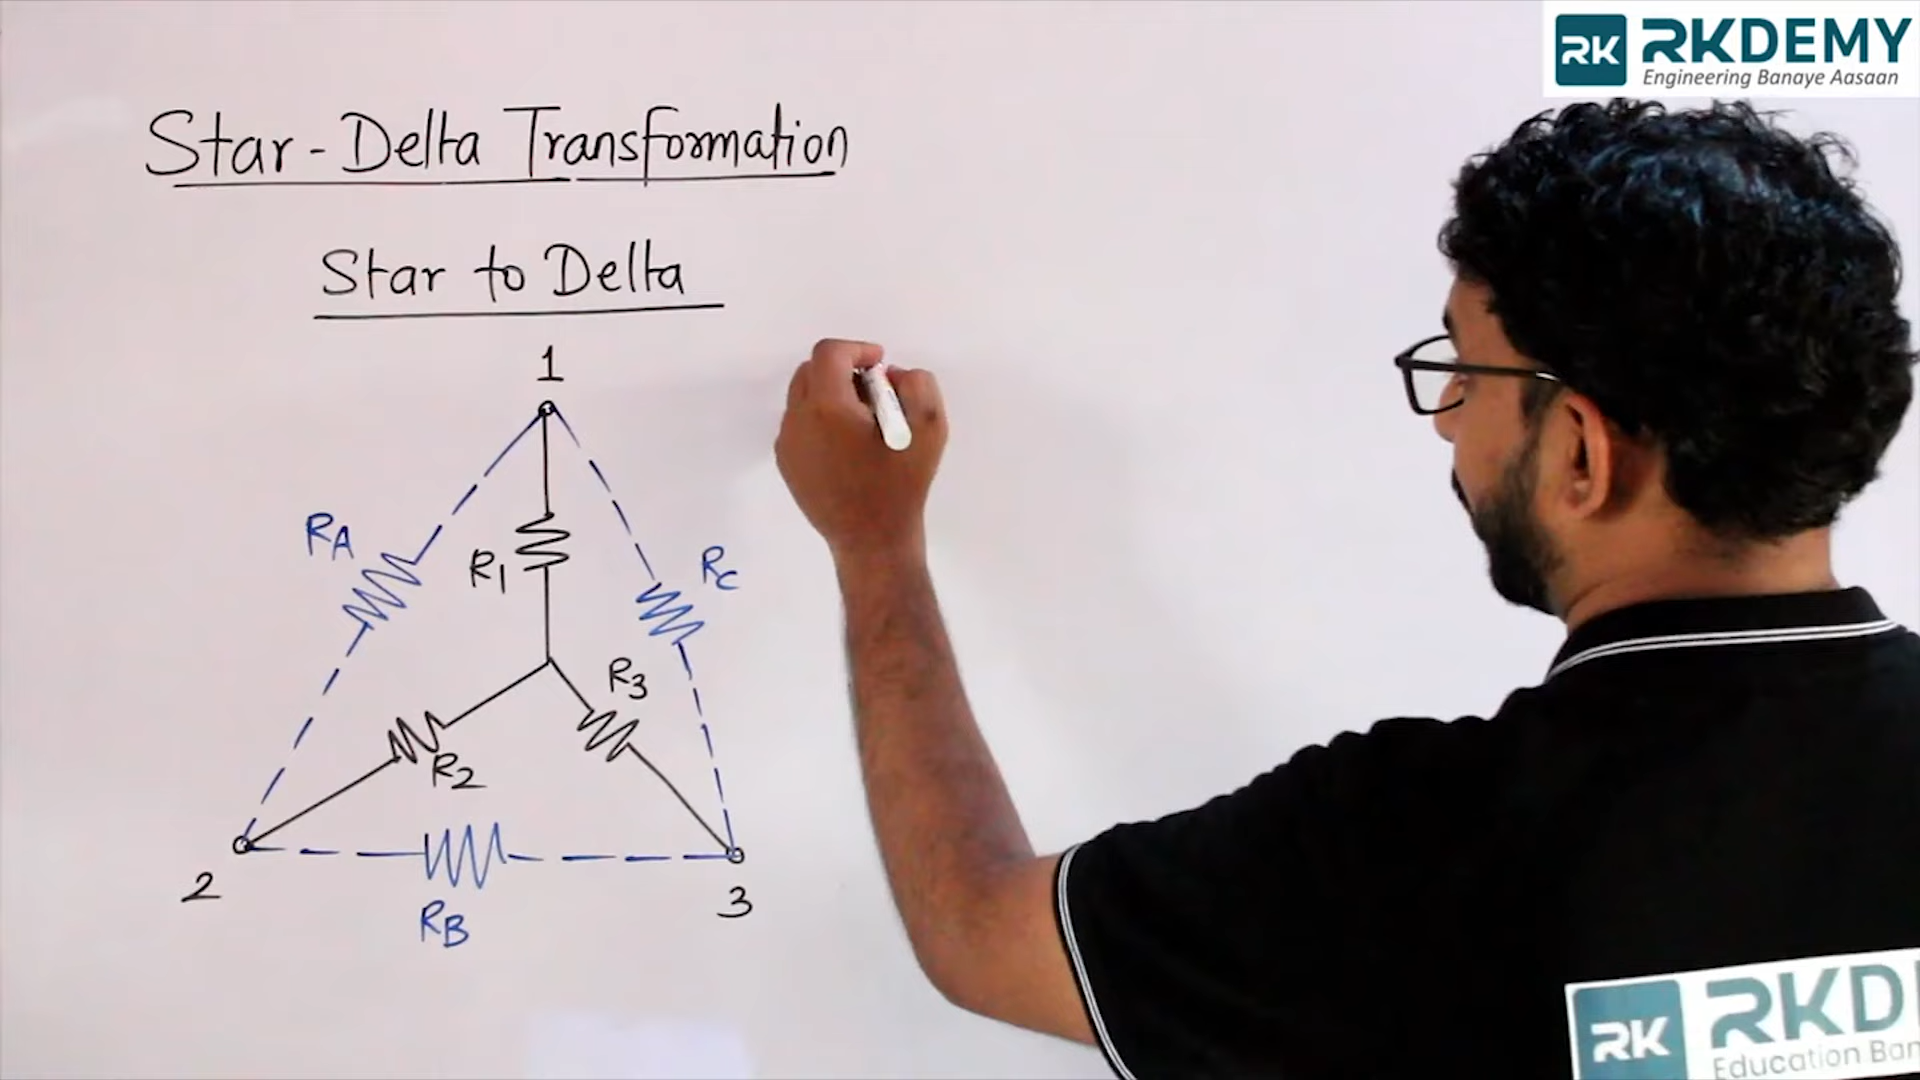 RK RKDEMY
Engineering Banaye Aasaan
Star - Delta Transformation
Star to Delta
1
RA
R1
RC
R3
R2
2
RB
3
RK RKD
Education